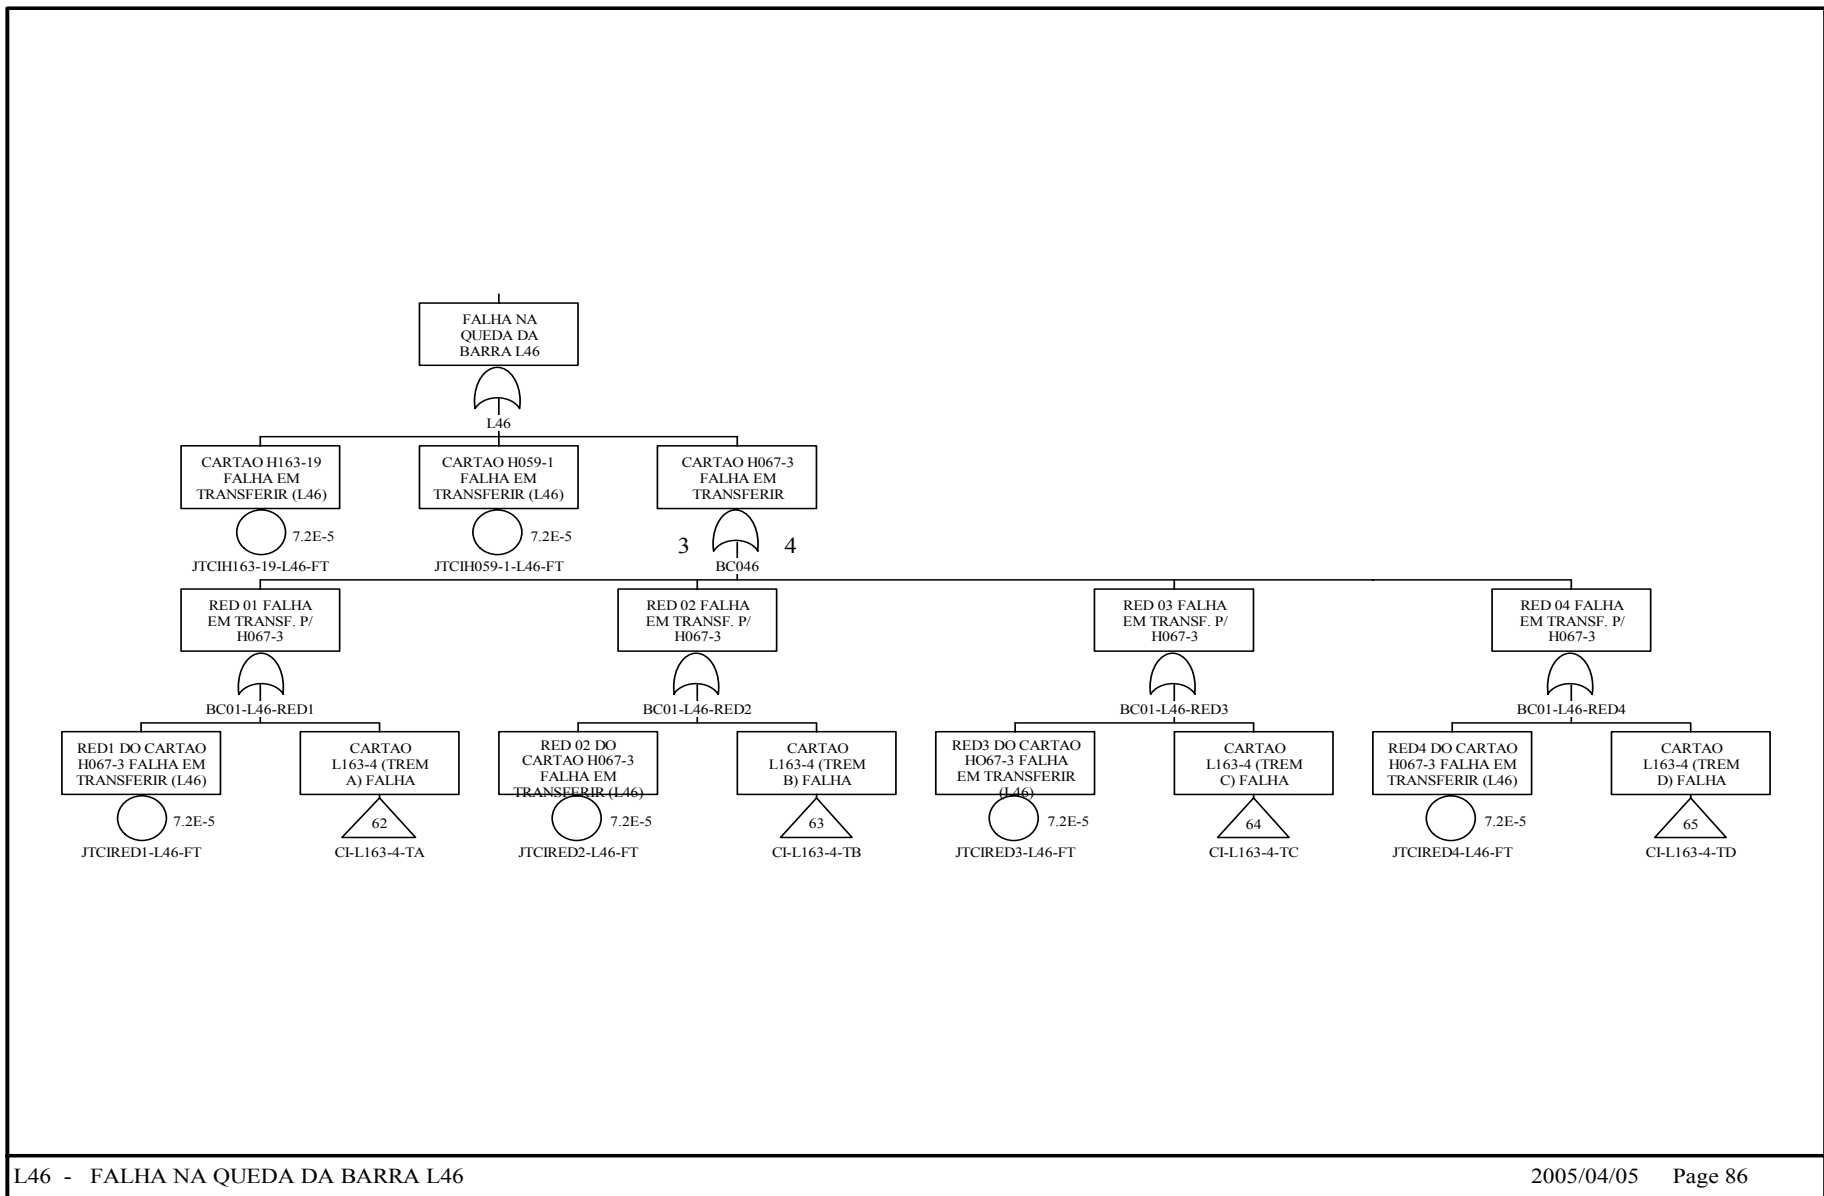 FALHA NA
QUEDA DA
BARRA L46
L46
CARTAO H163-19
FALHA EM
TRANSFERIR (L46)
7.2E-5
JTCIH163-19-L46-FT
CARTAO H059-1
FALHA EM
TRANSFERIR (L46)
7.2E-5
JTCIH059-1-L46-FT
CARTAO H067-3
FALHA EM
TRANSFERIR
3
4
BC046
RED 01 FALHA
EM TRANSF. P/
H067-3
BC01-L46-RED1
RED 02 FALHA
EM TRANSF. P/
H067-3
BC01-L46-RED2
RED 03 FALHA
EM TRANSF. P/
H067-3
BC01-L46-RED3
RED 04 FALHA
EM TRANSF. P/
H067-3
BC01-L46-RED4
RED1 DO CARTAO
H067-3 FALHA EM
TRANSFERIR (L46)
7.2E-5
JTCIRED1-L46-FT
CARTAO
L163-4 (TREM
A) FALHA
62
CI-L163-4-TA
RED 02 DO
CARTAO H067-3
FALHA EM
TRANSFERIR (L46)
7.2E-5
JTCIRED2-L46-FT
CARTAO
L163-4 (TREM
B) FALHA
63
CI-L163-4-TB
RED3 DO CARTAO
HO67-3 FALHA
EM TRANSFERIR
(L46)
7.2E-5
JTCIRED3-L46-FT
CARTAO
L163-4 (TREM
C) FALHA
64
CI-L163-4-TC
RED4 DO CARTAO
H067-3 FALHA EM
TRANSFERIR (L46)
7.2E-5
JTCIRED4-L46-FT
CARTAO
L163-4 (TREM
D) FALHA
65
CI-L163-4-TD
L46 - FALHA NA QUEDA DA BARRA L46
2005/04/05 Page 86